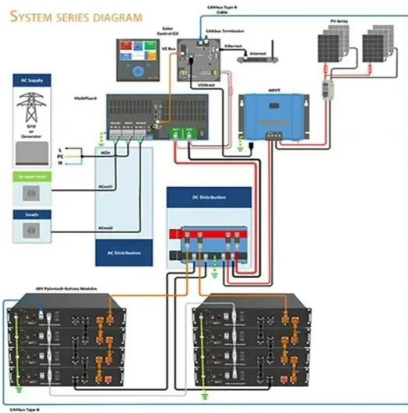 SYSTEM SERIES DIAGRAM
CANbus Type B
Cable
Color
Control GX
CANbus Terminator
VE Bus
Ethernet
Internet
PV Array
AC Supply
MultiPlus-II
VEDirect
MPPT
Grid
or
Generator
L
PE
N
ACin
ACout1
Loads
ACout2
AC Distribution
DC Distribution
48V Pylontech Battery Modules
CANbus Type B